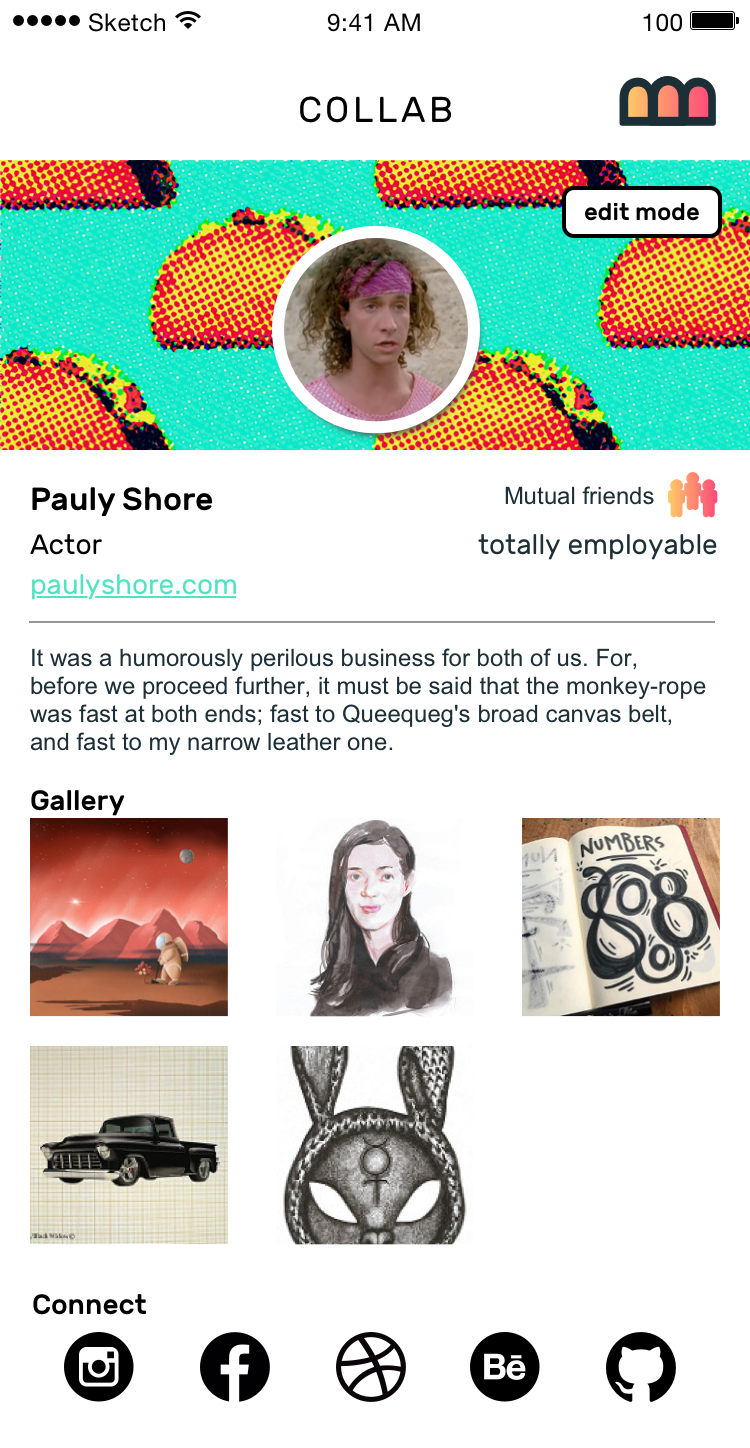 Sketch 9:41 AM 100
COLLAB
edit mode
Pauly Shore
Mutual friends
Actor
totally employable
paulyshore.com
It was a humorously perilous business for both of us. For,
before we proceed further, it must be said that the monkey-rope
was fast at both ends; fast to Queequeg's broad canvas belt,
and fast to my narrow leather one.
Gallery
NUMBERS
808
Black Widow ©
Connect
Bē